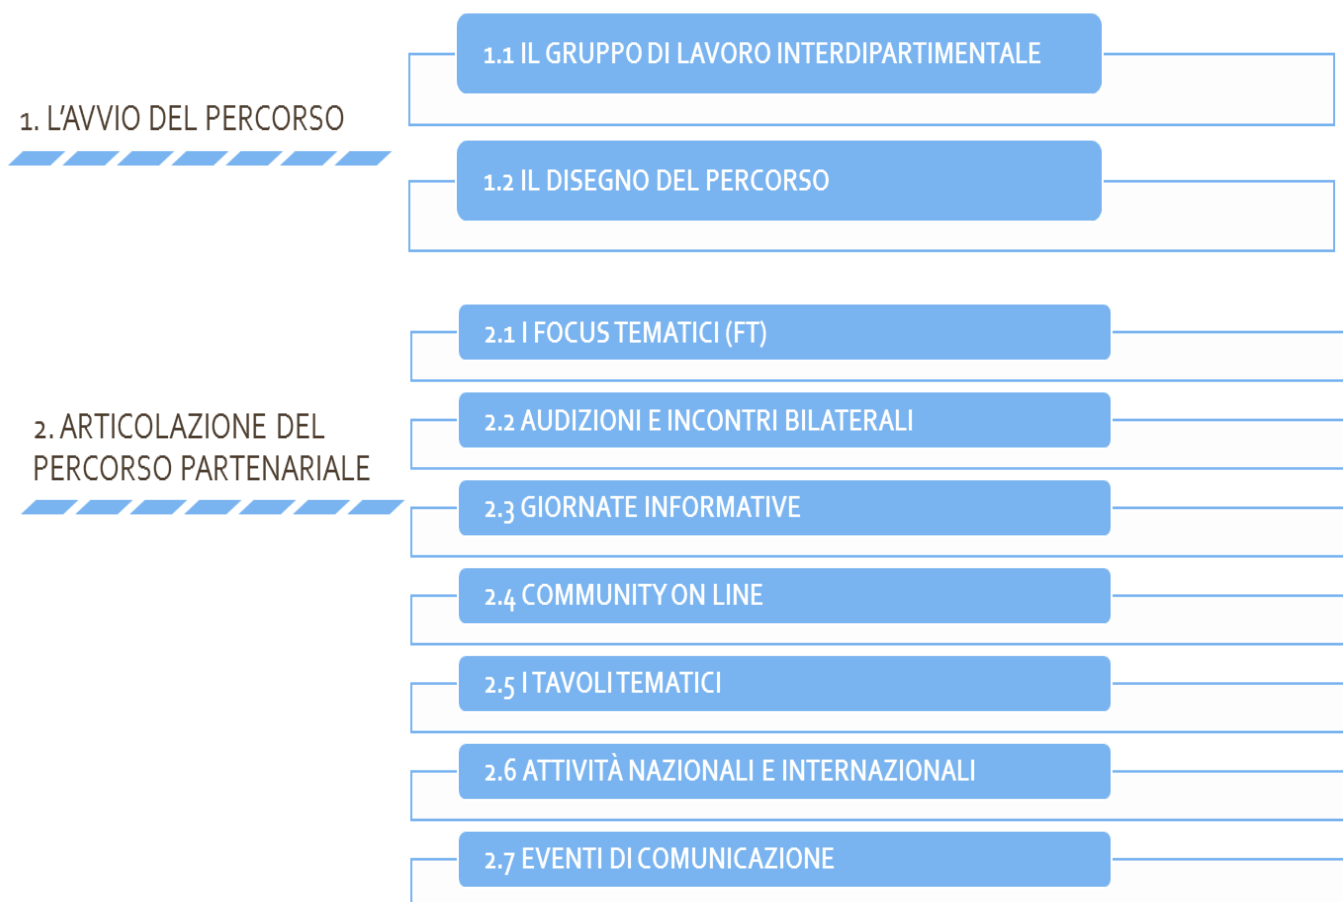 1. L'AVVIO DEL PERCORSO
1.1 IL GRUPPO DI LAVORO INTERDIPARTIMENTALE
1.2 IL DISEGNO DEL PERCORSO
2. ARTICOLAZIONE DEL
PERCORSO PARTENARIALE
2.1 I FOCUS TEMATICI (FT)
2.2 AUDIZIONI E INCONTRI BILATERALI
2.3 GIORNATE INFORMATIVE
2.4 COMMUNITY ON LINE
2.5 I TAVOLI TEMATICI
2.6 ATTIVITÀ NAZIONALI E INTERNAZIONALI
2.7 EVENTI DI COMUNICAZIONE